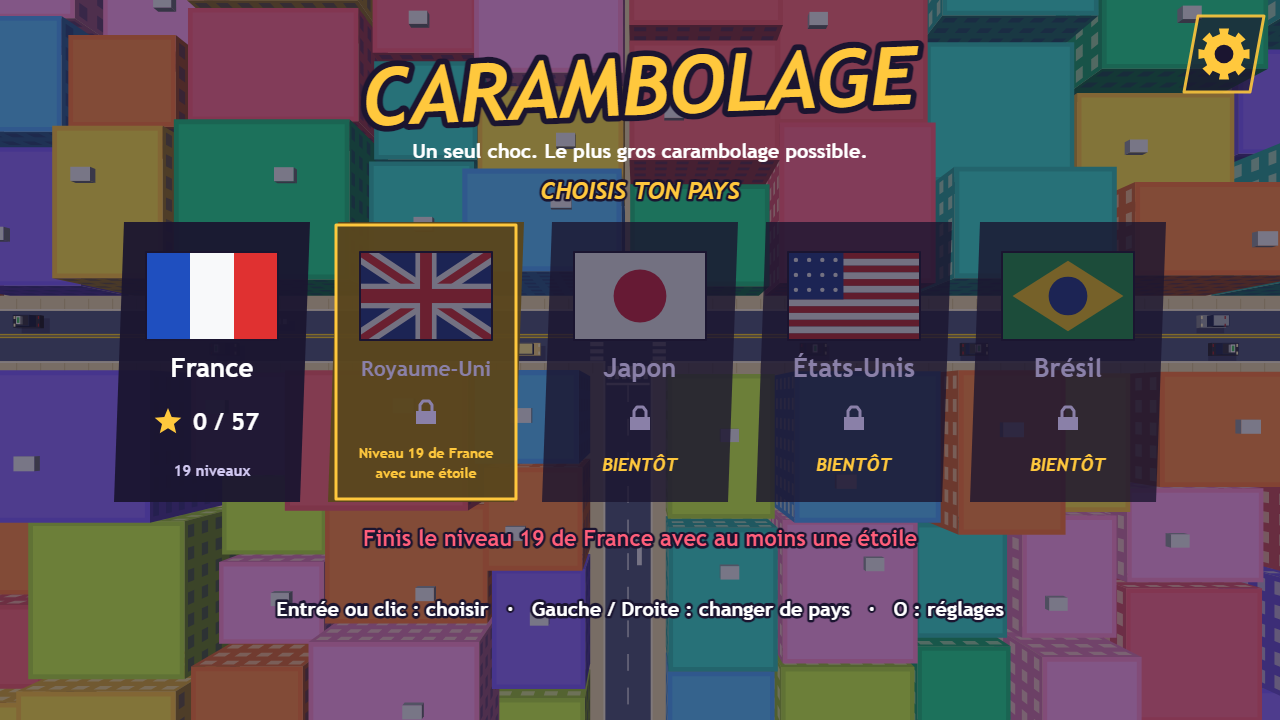 CARAMBOLAGE
Un seul choc. Le plus gros carambolage possible.
CHOISIS TON PAYS
France
0 / 57
19 niveaux
Royaume-Uni
Niveau 19 de France
avec une étoile
Japon
BIENTÔT
États-Unis
BIENTÔT
Brésil
BIENTÔT
Finis le niveau 19 de France avec au moins une étoile
Entrée ou clic : choisir · Gauche / Droite : changer de pays · O : réglages